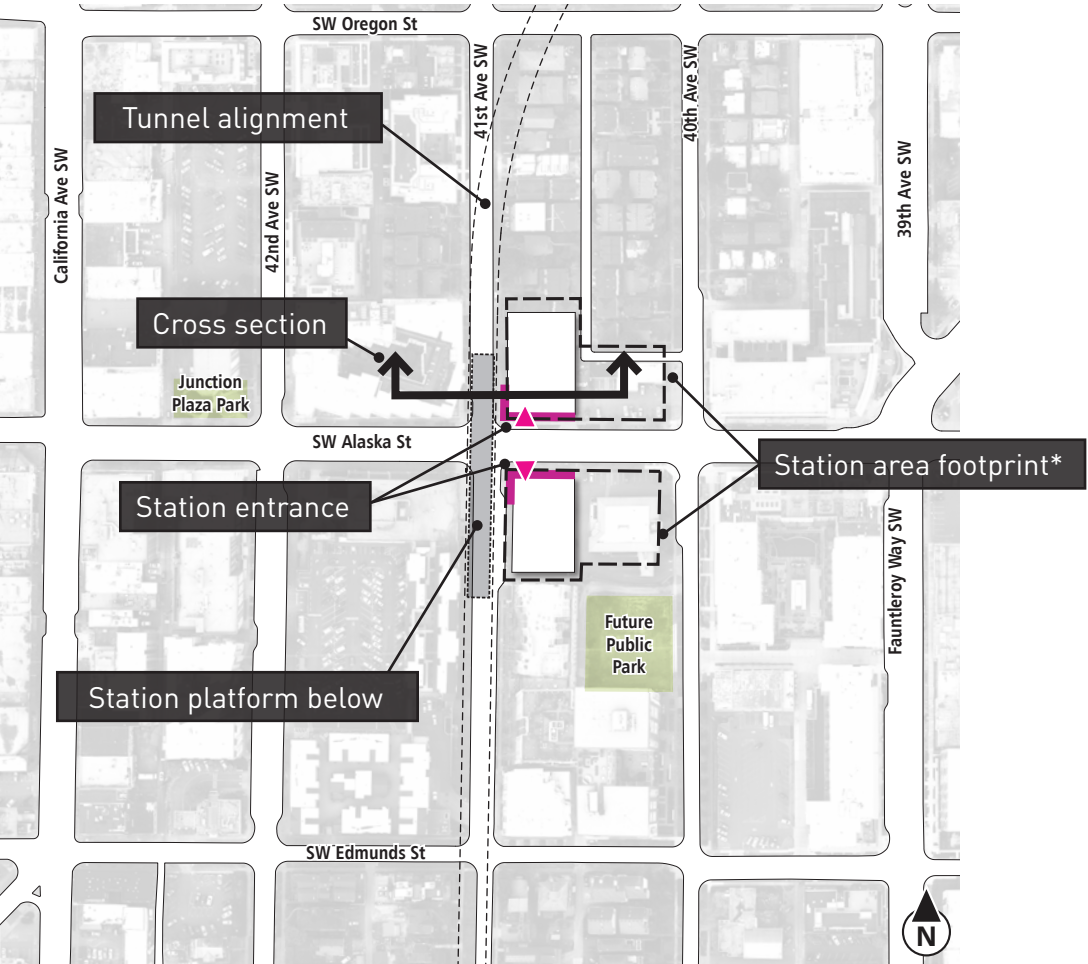 SW Oregon St
41st Ave SW
40th Ave SW
Tunnel alignment
California Ave SW
42nd Ave SW
39th Ave SW
Cross section
Junction
Plaza Park
SW Alaska St
Station area footprint*
Station entrance
Fauntleroy Way SW
Future
Public
Park
Station platform below
SW Edmunds St
N